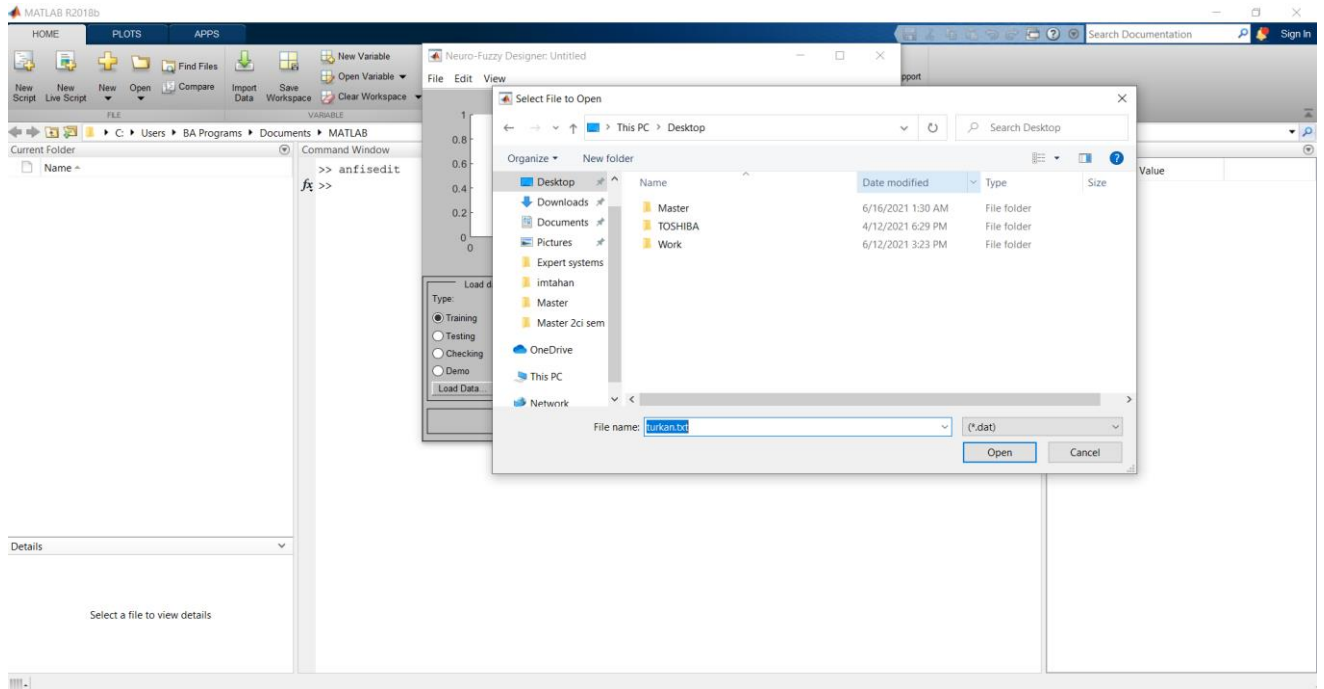 MATLAB R2018b
HOME PLOTS APPS
Search Documentation Sign In
New Script
New Live Script
New
Open
Find Files
Compare
Import Data
Save Workspace
New Variable
Open Variable
Clear Workspace
FILE VARIABLE
C: Users BA Programs Documents MATLAB
Current Folder
Name
Command Window
>> anfisedit
fx >>
Value
Details
Select a file to view details
Neuro-Fuzzy Designer: Untitled
File Edit View
pport
1
0.8
0.6
0.4
0.2
0
0
Load d
Type:
Training
Testing
Checking
Demo
Load Data...
Select File to Open
This PC > Desktop
Search Desktop
Organize New folder
Desktop
Downloads
Documents
Pictures
Expert systems
imtahan
Master
Master 2ci sem
OneDrive
This PC
Network
Name Date modified Type Size
Master 6/16/2021 1:30 AM File folder
TOSHIBA 4/12/2021 6:29 PM File folder
Work 6/12/2021 3:23 PM File folder
File name: turkan.txt (*.dat)
Open Cancel